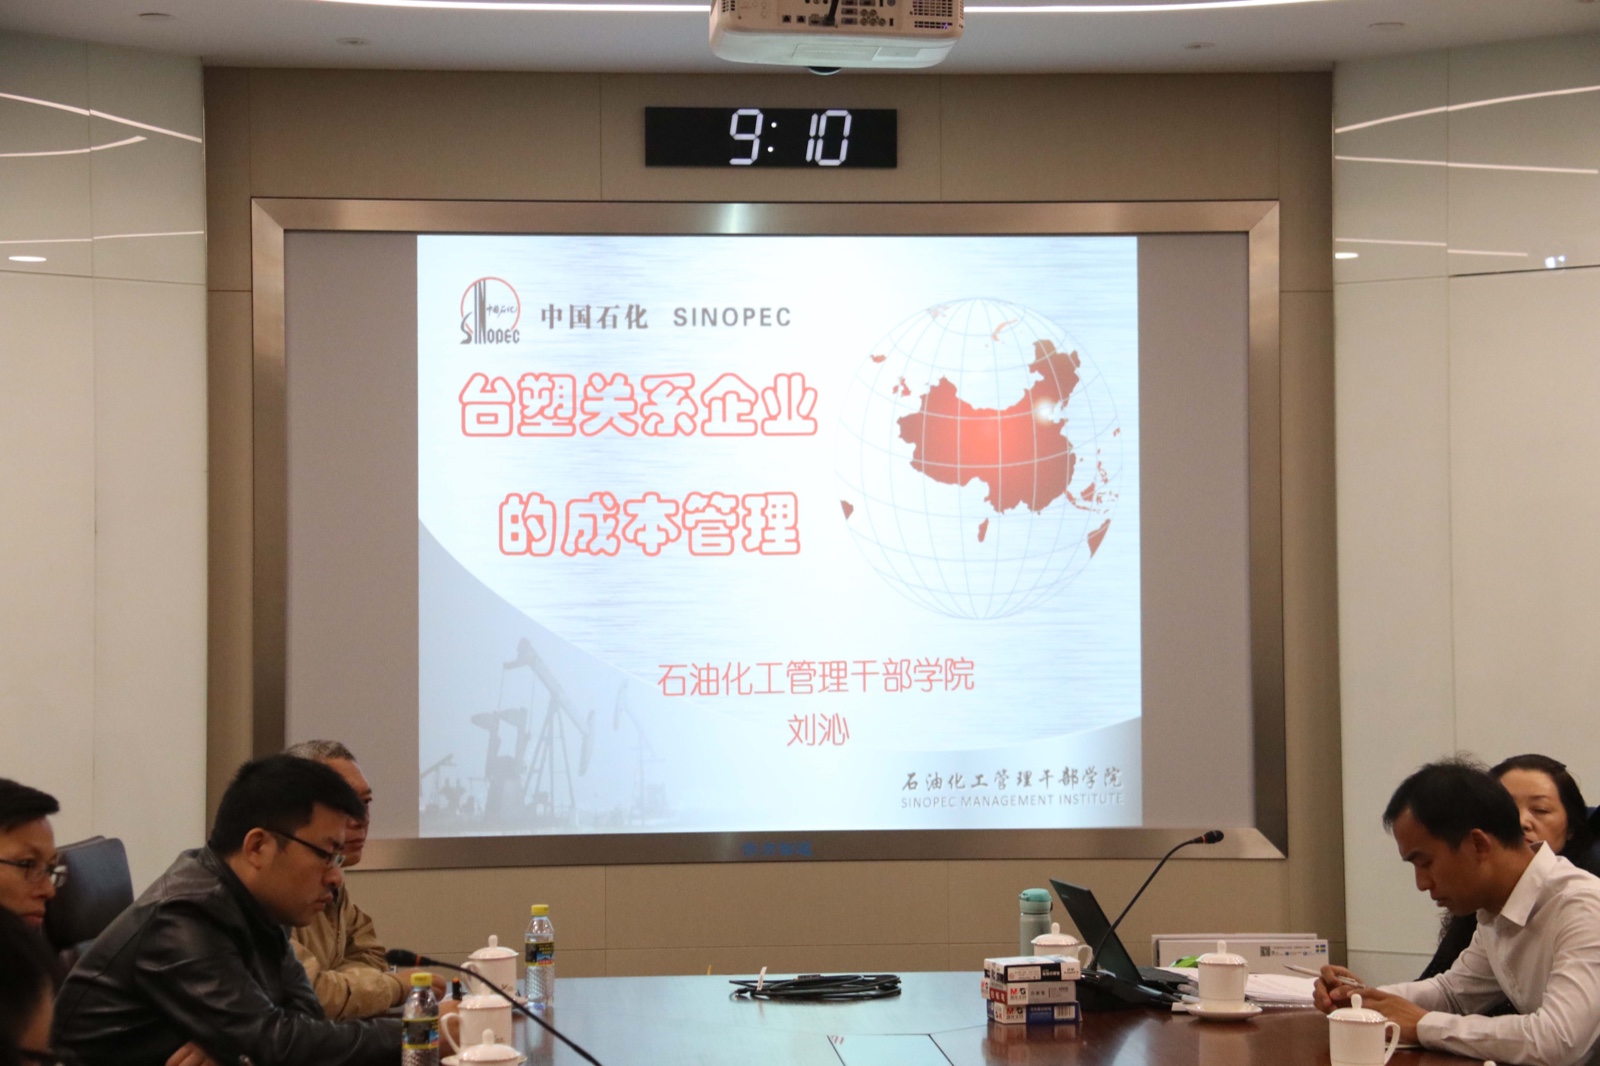 9:10
中国石化
SINOPEC
中国石化 SINOPEC
台塑关系企业
的成本管理
石油化工管理干部学院
刘沁
石油化工管理干部学院
SINOPEC MANAGEMENT INSTITUTE
M&G
M&G
M&G